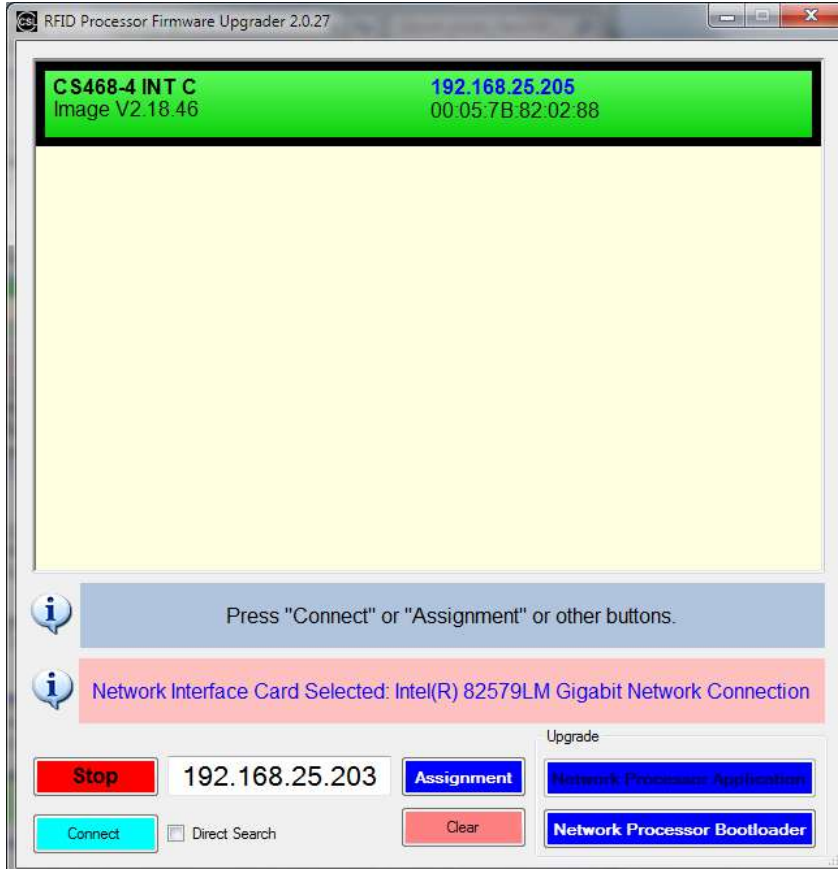 CSL RFID Processor Firmware Upgrader 2.0.27
CS468-4 INT C 192.168.25.205
Image V2.18.46 00:05:7B:82:02:88
Press "Connect" or "Assignment" or other buttons.
Network Interface Card Selected: Intel(R) 82579LM Gigabit Network Connection
Upgrade
Stop 192.168.25.203 Assignment Network Processor Application
Connect Direct Search Clear Network Processor Bootloader